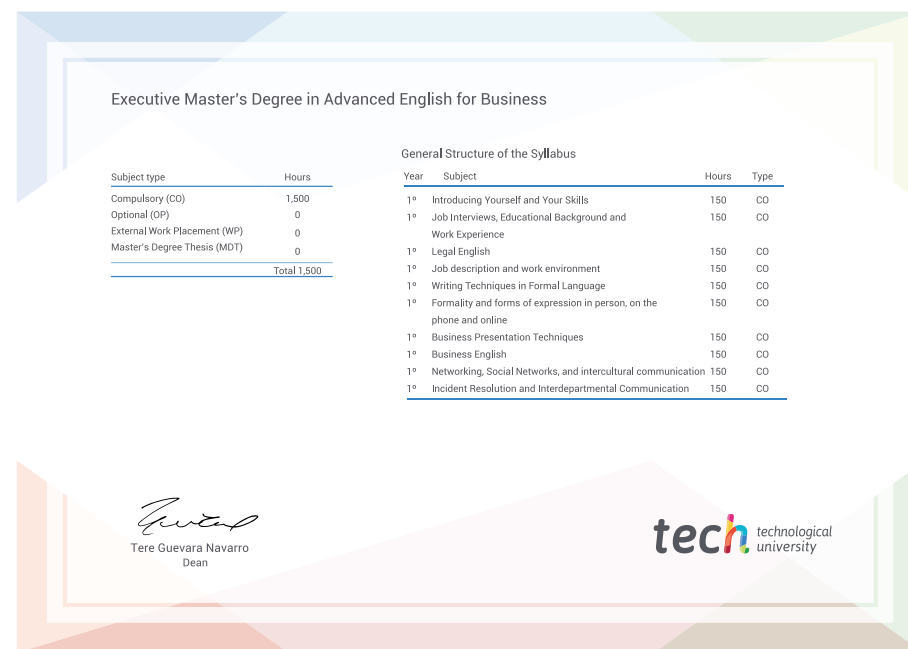 Executive Master's Degree in Advanced English for Business
Subject type Hours
Compulsory (CO) 1,500
Optional (OP) 0
External Work Placement (WP) 0
Master's Degree Thesis (MDT) 0
Total 1,500
General Structure of the Syllabus
Year Subject Hours Type
1º Introducing Yourself and Your Skills 150 CO
1º Job Interviews, Educational Background and 150 CO
Work Experience
1º Legal English 150 CO
1º Job description and work environment 150 CO
1º Writing Techniques in Formal Language 150 CO
1º Formality and forms of expression in person, on the 150 CO
phone and online
1º Business Presentation Techniques 150 CO
1º Business English 150 CO
1º Networking, Social Networks, and intercultural communication 150 CO
1º Incident Resolution and Interdepartmental Communication 150 CO
Tere Guevara Navarro
Dean
tech technological
university